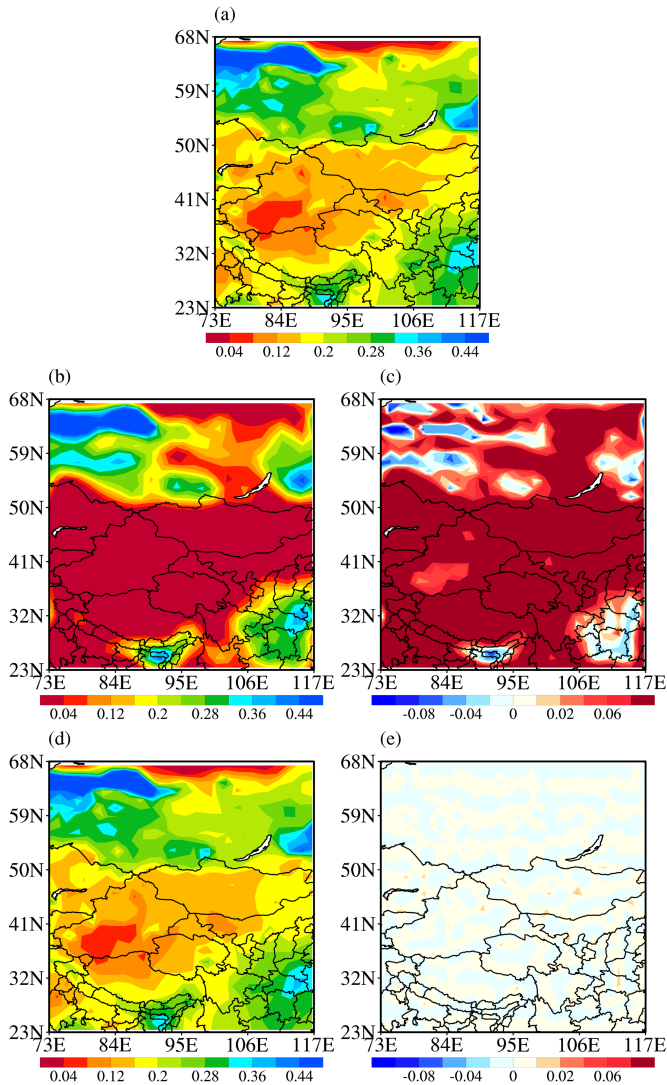 (a)
68N
59N
50N
41N
32N
23N
73E 84E 95E 106E 117E
0.04 0.12 0.2 0.28 0.36 0.44
(b) (c)
68N 68N
59N 59N
50N 50N
41N 41N
32N 32N
23N 23N
73E 84E 95E 106E 117E 73E 84E 95E 106E 117E
0.04 0.12 0.2 0.28 0.36 0.44 -0.08 -0.04 0 0.02 0.06
(d) (e)
68N 68N
59N 59N
50N 50N
41N 41N
32N 32N
23N 23N
73E 84E 95E 106E 117E 73E 84E 95E 106E 117E
0.04 0.12 0.2 0.28 0.36 0.44 -0.08 -0.04 0 0.02 0.06